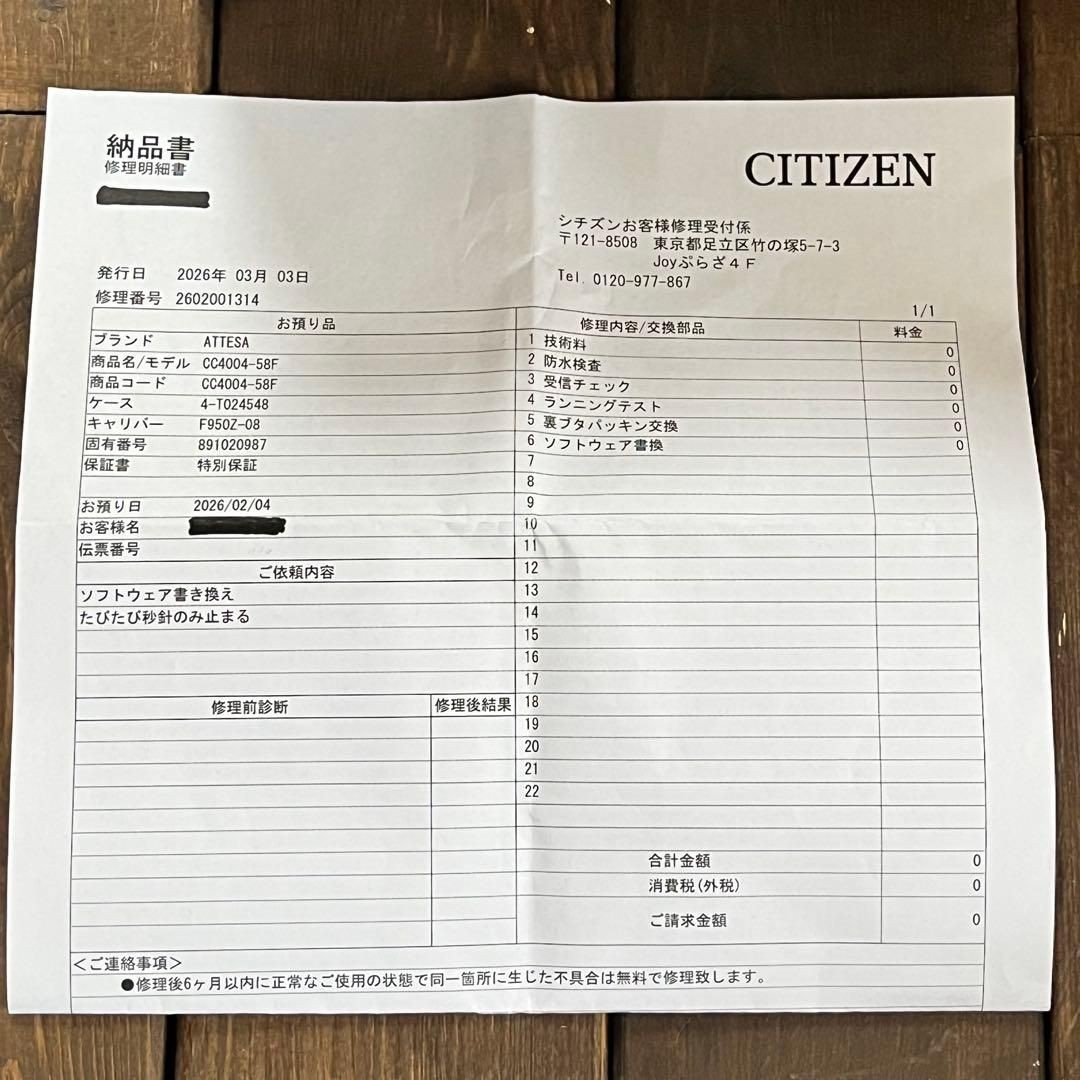 納品書
修理明細書
CITIZEN
シチズンお客様修理受付係
〒121-8508 東京都足立区竹の塚5-7-3
Joyぷらざ4F
Tel. 0120-977-867
発行日 2026年 03月 03日
修理番号 2602001314
1/1
お預り品
ブランド ATTESA
商品名/モデル CC4004-58F
商品コード CC4004-58F
ケース 4-T024548
キャリバー F950Z-08
固有番号 891020987
保証書 特別保証
お預り日 2026/02/04
お客様名
伝票番号
ご依頼内容
ソフトウェア書き換え
たびたび秒針のみ止まる
修理前診断 修理後結果
修理内容/交換部品 料金
1 技術料 0
2 防水検査 0
3 受信チェック 0
4 ランニングテスト 0
5 裏ブタパッキン交換 0
6 ソフトウェア書換 0
7
8
9
10
11
12
13
14
15
16
17
18
19
20
21
22
合計金額 0
消費税(外税) 0
ご請求金額 0
＜ご連絡事項＞
●修理後6ヶ月以内に正常なご使用の状態で同一箇所に生じた不具合は無料で修理致します。